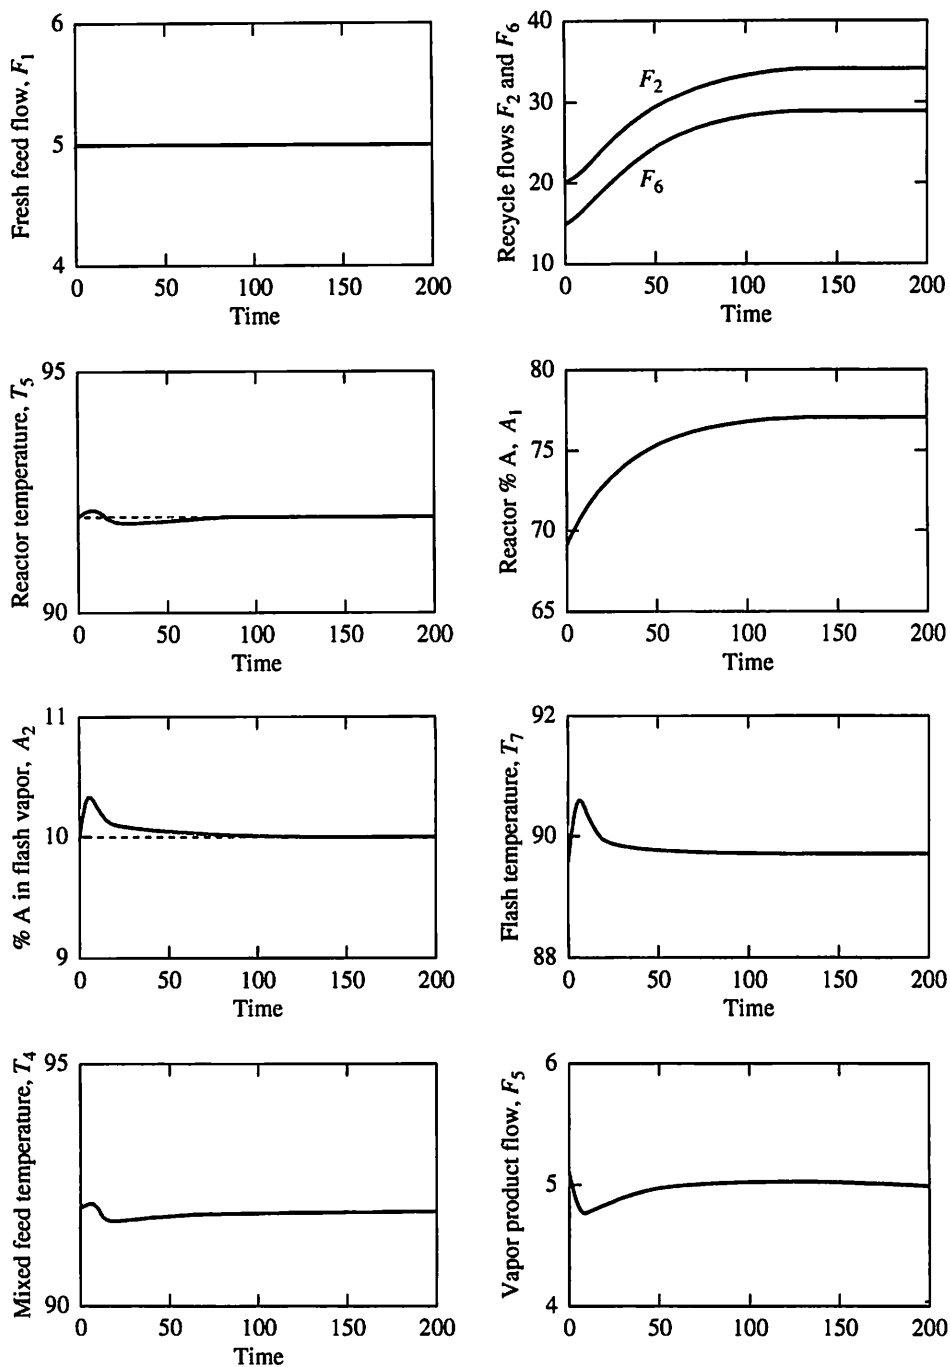 Fresh feed flow, F1
6
5
4
0 50 100 150 200
Time
Recycle flows F2 and F6
40
30
20
10
F2
F6
0 50 100 150 200
Time
Reactor temperature, T5
95
90
0 50 100 150 200
Time
Reactor % A, A1
80
75
70
65
0 50 100 150 200
Time
% A in flash vapor, A2
11
10
9
0 50 100 150 200
Time
Flash temperature, T7
92
90
88
0 50 100 150 200
Time
Mixed feed temperature, T4
95
90
0 50 100 150 200
Time
Vapor product flow, F5
6
5
4
0 50 100 150 200
Time